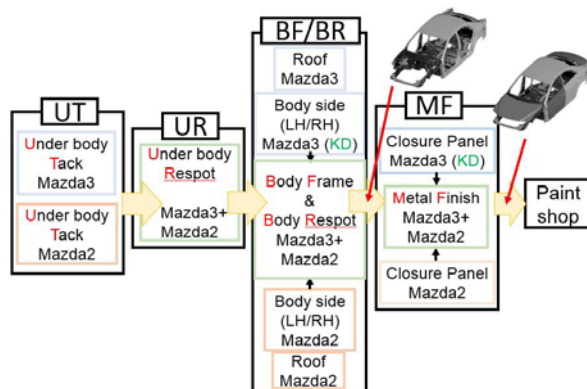 UT
Under body
Tack
Mazda3
Under body
Tack
Mazda2
UR
Under body
Respot
Mazda3+
Mazda2
BF/BR
Roof
Mazda3
Body side
(LH/RH)
Mazda3 (KD)
Body Frame
&
Body Respot
Mazda3+
Mazda2
Body side
(LH/RH)
Mazda2
Roof
Mazda2
MF
Closure Panel
Mazda3 (KD)
Metal Finish
Mazda3+
Mazda2
Closure Panel
Mazda2
Paint
shop